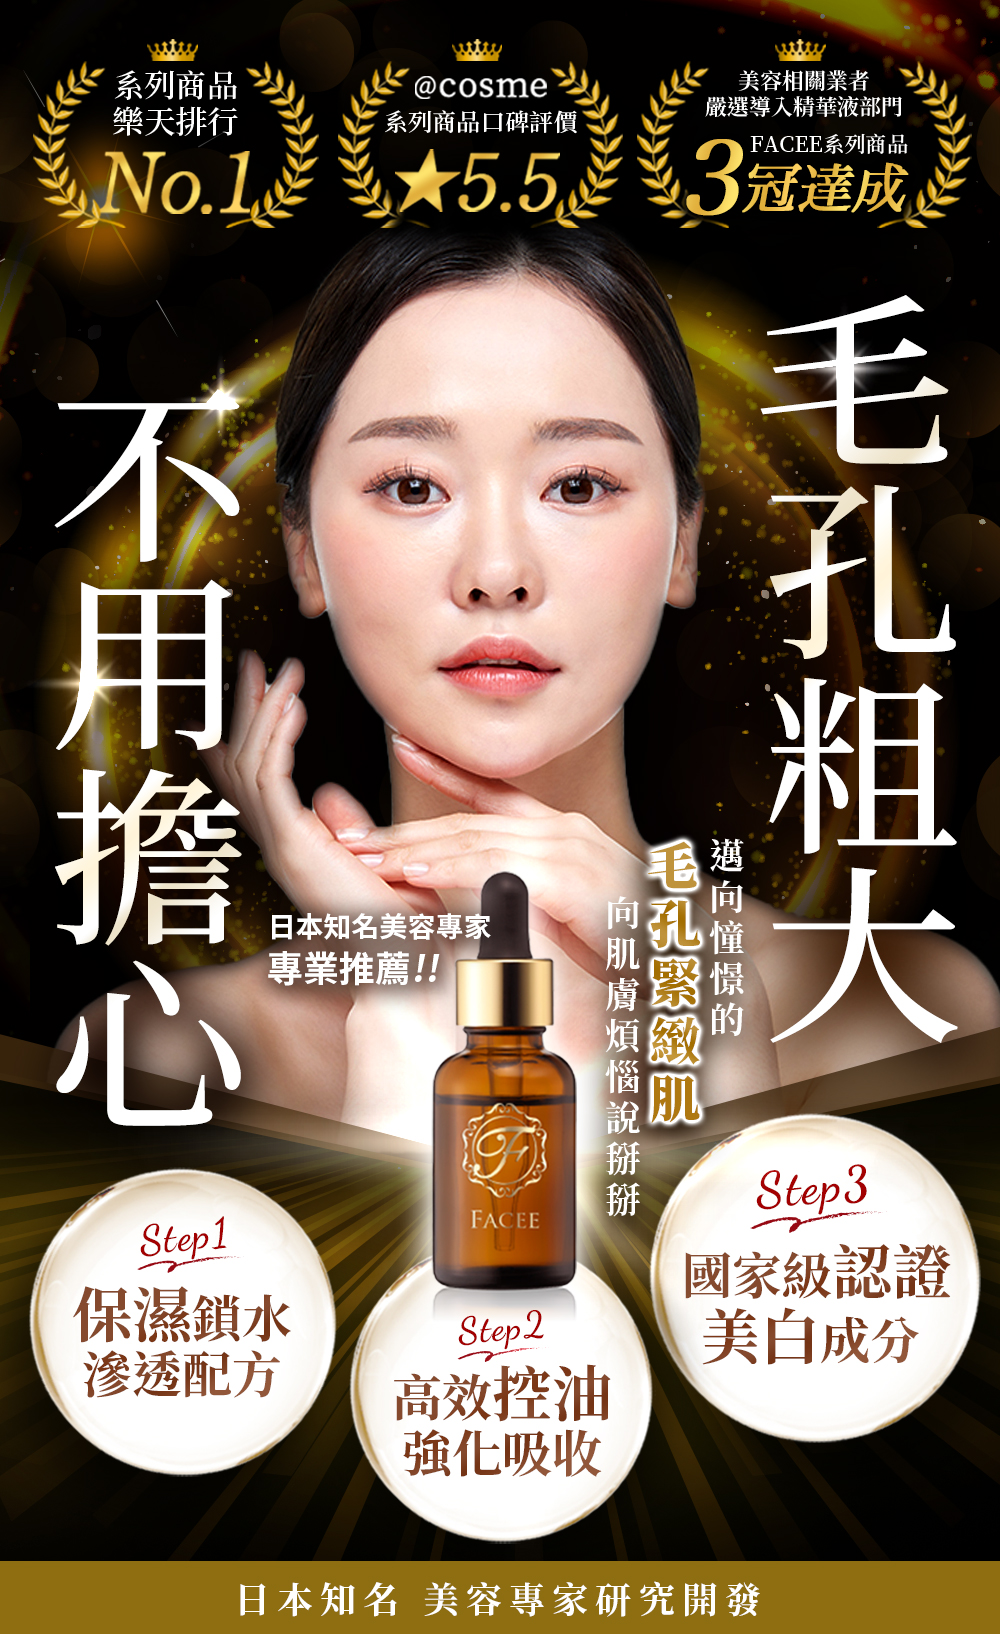 系列商品
樂天排行
No.1
@cosme
系列商品口碑評價
★5.5
美容相關業者
嚴選導入精華液部門
FACEE系列商品
3冠達成
毛孔粗大
不用擔心
邁向憧憬的
毛孔緊緻肌
向肌膚煩惱說掰掰
日本知名美容專家
專業推薦!!
F
FACEE
Step1
保濕鎖水
滲透配方
Step2
高效控油
強化吸收
Step3
國家級認證
美白成分
日本知名 美容專家研究開發